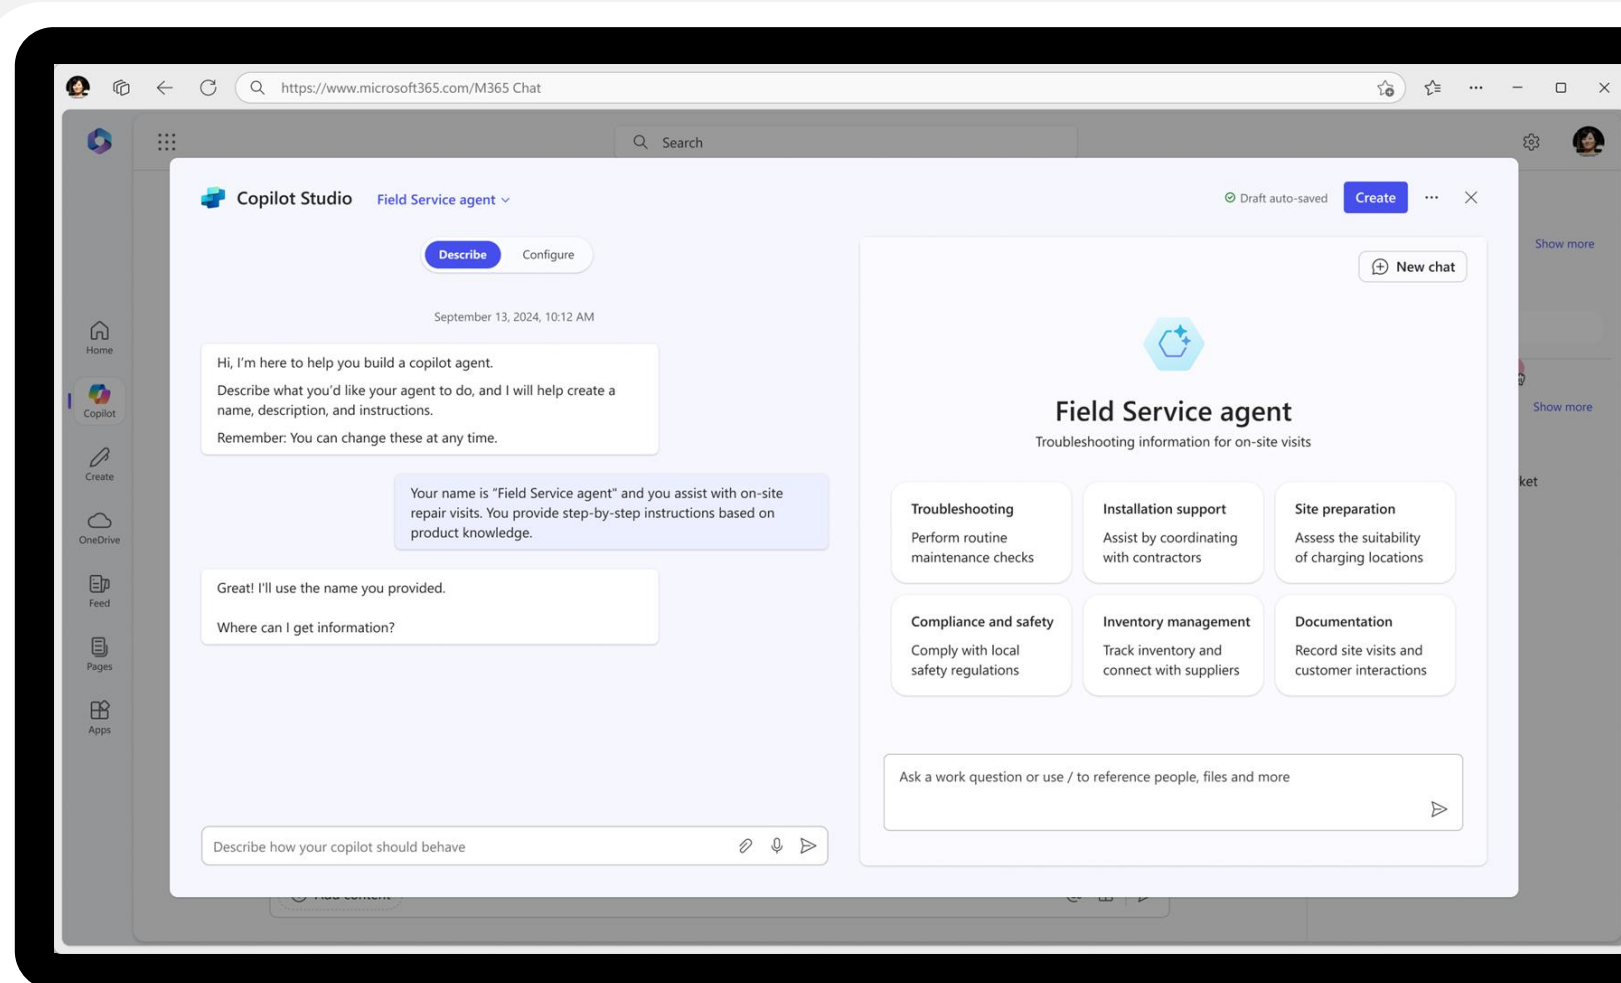 https://www.microsoft365.com/M365 Chat
Search
Copilot Studio
Field Service agent
Draft auto-saved
Create
Describe
Configure
September 13, 2024, 10:12 AM
Hi, I'm here to help you build a copilot agent.
Describe what you'd like your agent to do, and I will help create a
name, description, and instructions.
Remember: You can change these at any time.
Your name is “Field Service agent” and you assist with on-site
repair visits. You provide step-by-step instructions based on
product knowledge.
Great! I'll use the name you provided.
Where can I get information?
Describe how your copilot should behave
New chat
Field Service agent
Troubleshooting information for on-site visits
Troubleshooting
Perform routine
maintenance checks
Installation support
Assist by coordinating
with contractors
Site preparation
Assess the suitability
of charging locations
Compliance and safety
Comply with local
safety regulations
Inventory management
Track inventory and
connect with suppliers
Documentation
Record site visits and
customer interactions
Ask a work question or use / to reference people, files and more
Home
Copilot
Create
OneDrive
Feed
Pages
Apps
Show more
Show more
ket